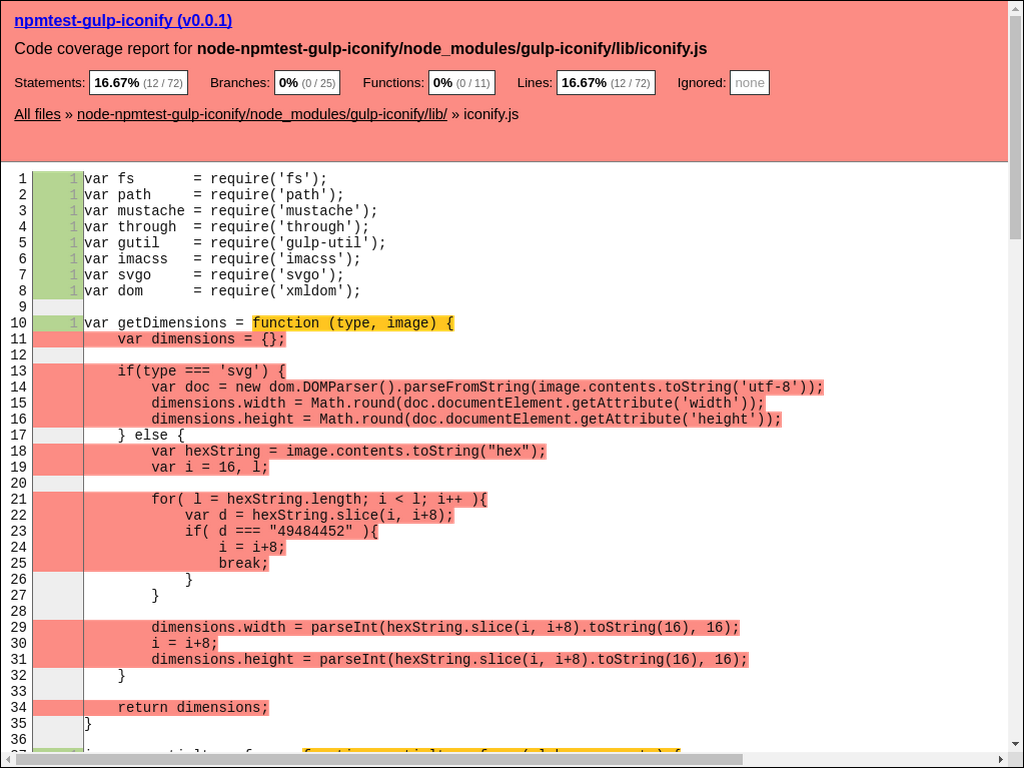 npmtest-gulp-iconify (v0.0.1)
Code coverage report for node-npmtest-gulp-iconify/node_modules/gulp-iconify/lib/iconify.js
Statements: 16.67% (12 / 72) Branches: 0% (0 / 25) Functions: 0% (0 / 11) Lines: 16.67% (12 / 72) Ignored: none
All files » node-npmtest-gulp-iconify/node_modules/gulp-iconify/lib/ » iconify.js
1 1 var fs       = require('fs');
2 1 var path     = require('path');
3 1 var mustache = require('mustache');
4 1 var through  = require('through');
5 1 var gutil    = require('gulp-util');
6 1 var imacss   = require('imacss');
7 1 var svgo     = require('svgo');
8 1 var dom      = require('xmldom');
9
10 1 var getDimensions = function (type, image) {
11     var dimensions = {};
12
13     if(type === 'svg') {
14         var doc = new dom.DOMParser().parseFromString(image.contents.toString('utf-8'));
15         dimensions.width = Math.round(doc.documentElement.getAttribute('width'));
16         dimensions.height = Math.round(doc.documentElement.getAttribute('height'));
17     } else {
18         var hexString = image.contents.toString("hex");
19         var i = 16, l;
20
21         for( l = hexString.length; i < l; i++ ){
22             var d = hexString.slice(i, i+8);
23             if( d === "49484452" ){
24                 i = i+8;
25                 break;
26             }
27         }
28
29         dimensions.width = parseInt(hexString.slice(i, i+8).toString(16), 16);
30         i = i+8;
31         dimensions.height = parseInt(hexString.slice(i, i+8).toString(16), 16);
32     }
33
34     return dimensions;
35 }
36